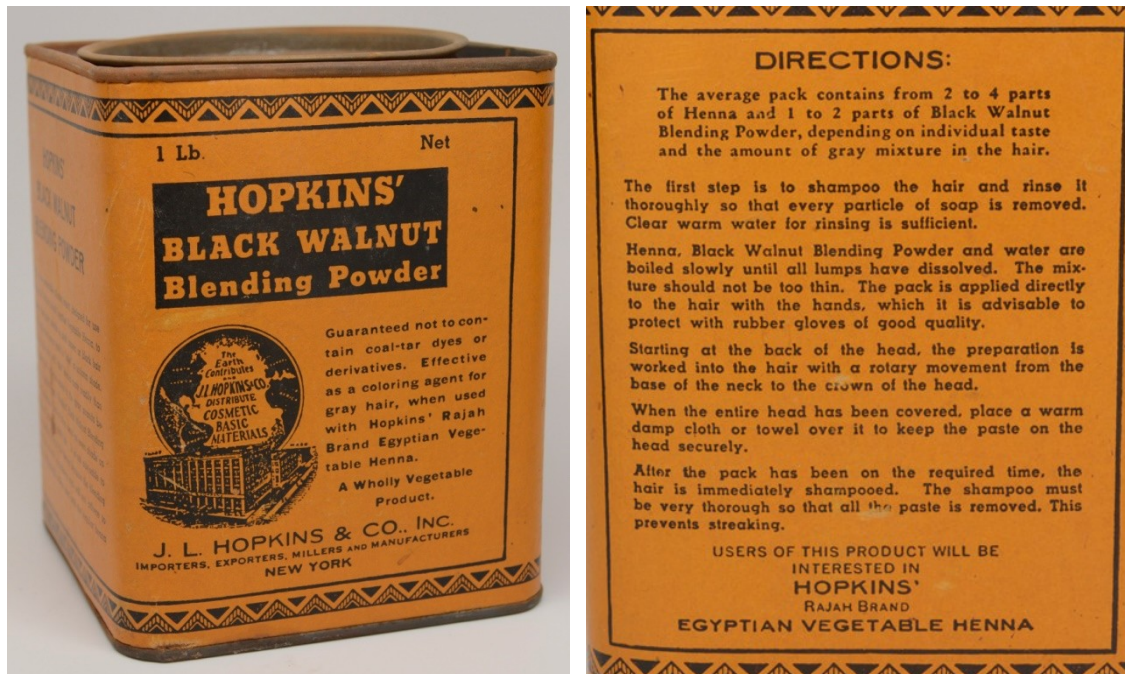 1 Lb. Net
HOPKINS'
BLACK WALNUT
Blending Powder
Guaranteed not to con-
tain coal-tar dyes or
derivatives. Effective
as a coloring agent for
gray hair, when used
with Hopkins' Rajah
Brand Egyptian Vege-
table Henna.
A Wholly Vegetable
Product.
The
Earth
Contributes
AND
J.L.HOPKINS & CO.
DISTRIBUTE
COSMETIC
BASIC
MATERIALS
J. L. HOPKINS & CO., INC.
IMPORTERS, EXPORTERS, MILLERS AND MANUFACTURERS
NEW YORK
HOPKINS
BLACK WALNUT
BLENDING POWDER
DIRECTIONS:
The average pack contains from 2 to 4 parts
of Henna and 1 to 2 parts of Black Walnut
Blending Powder, depending on individual taste
and the amount of gray mixture in the hair.
The first step is to shampoo the hair and rinse it
thoroughly so that every particle of soap is removed.
Clear warm water for rinsing is sufficient.
Henna, Black Walnut Blending Powder and water are
boiled slowly until all lumps have dissolved. The mix-
ture should not be too thin. The pack is applied directly
to the hair with the hands, which it is advisable to
protect with rubber gloves of good quality.
Starting at the back of the head, the preparation is
worked into the hair with a rotary movement from the
base of the neck to the crown of the head.
When the entire head has been covered, place a warm
damp cloth or towel over it to keep the paste on the
head securely.
After the pack has been on the required time, the
hair is immediately shampooed. The shampoo must
be very thorough so that all the paste is removed. This
prevents streaking.
USERS OF THIS PRODUCT WILL BE
INTERESTED IN
HOPKINS'
RAJAH BRAND
EGYPTIAN VEGETABLE HENNA